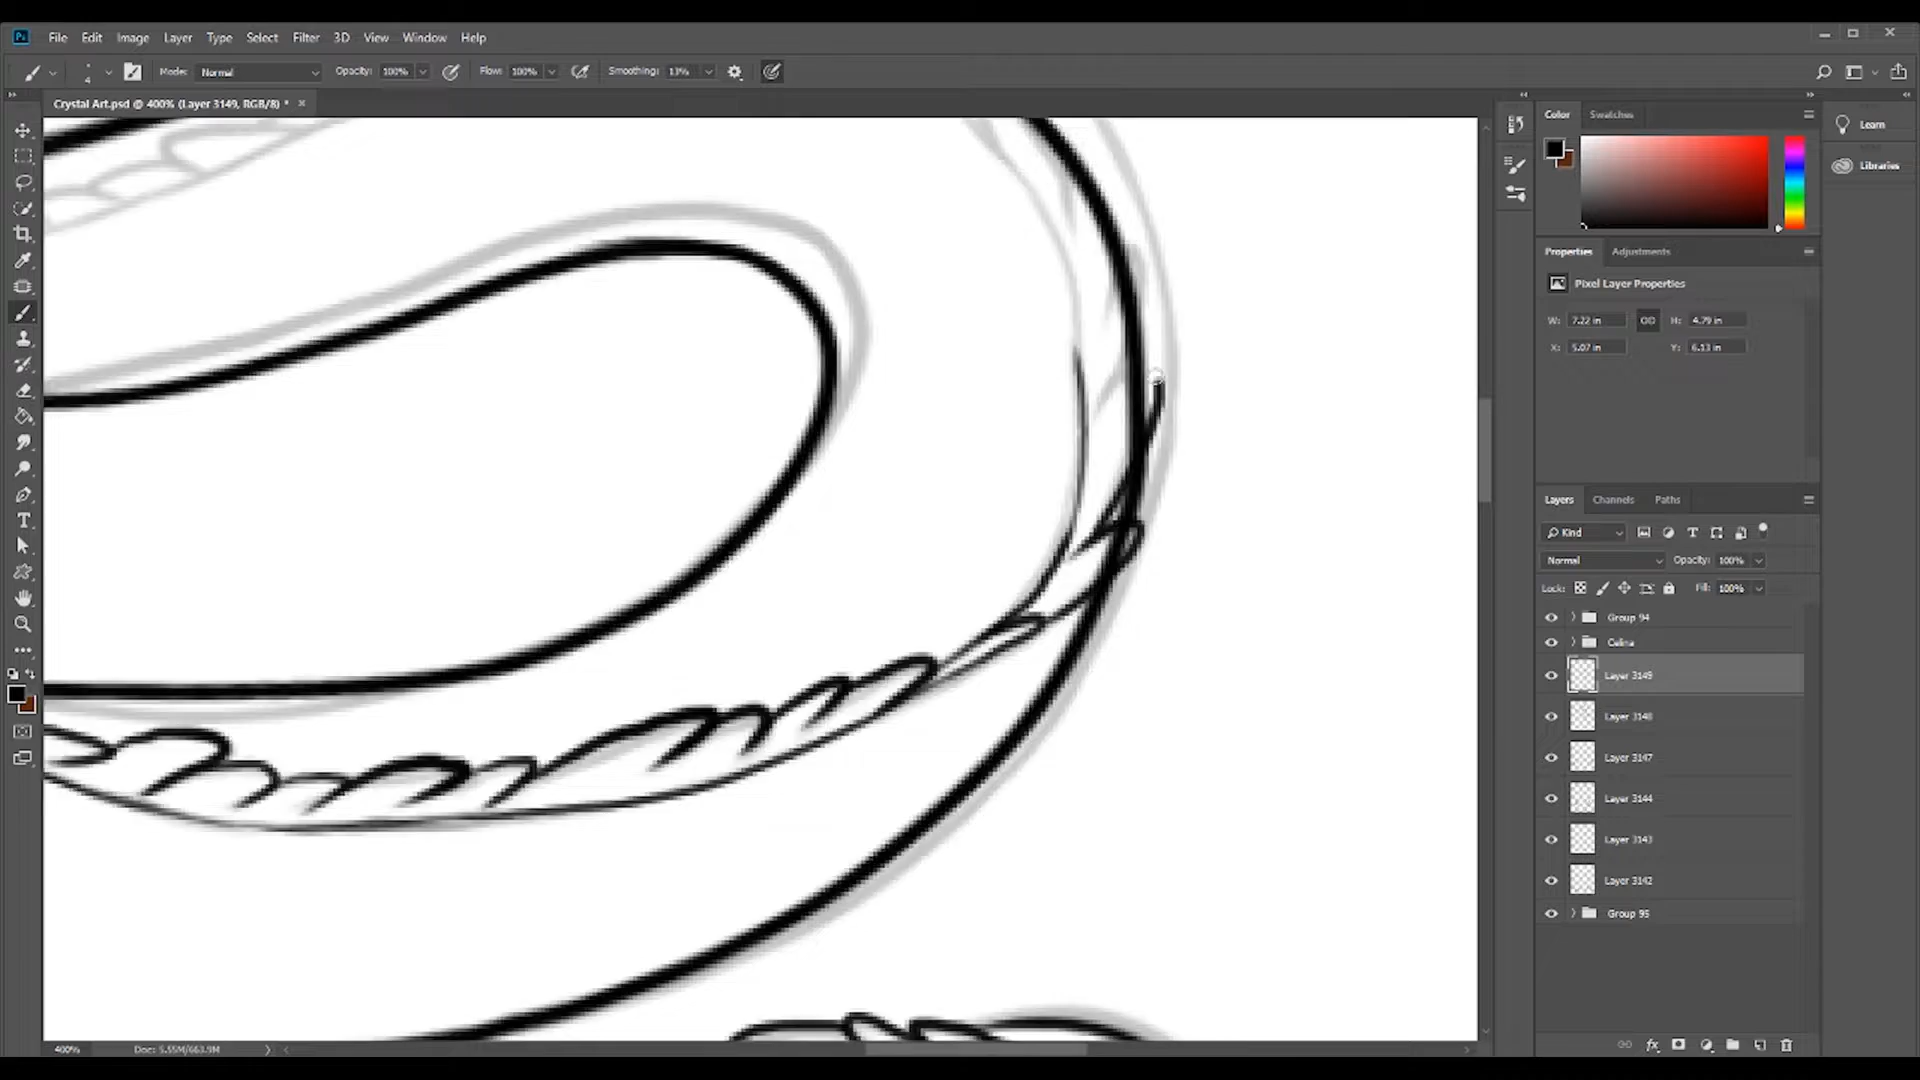 Ps File Edit Image Layer Type Select Filter 3D View Window Help
4 Mode: Normal Opacity: 100% Flow: 100% Smoothing: 13%
Crystal Art.psd @ 400% (Layer 3149, RGB/8) *
Color Swatches
Learn
Libraries
Properties Adjustments
Pixel Layer Properties
W: 7.22 in H: 4.79 in
X: 5.07 in Y: 6.13 in
Layers Channels Paths
Kind
Normal Opacity: 100%
Lock: Fill: 100%
Group 94
Celina
Layer 3149
Layer 3148
Layer 3147
Layer 3144
Layer 3143
Layer 3142
Group 95
400% Doc: 5.55M/663.9M